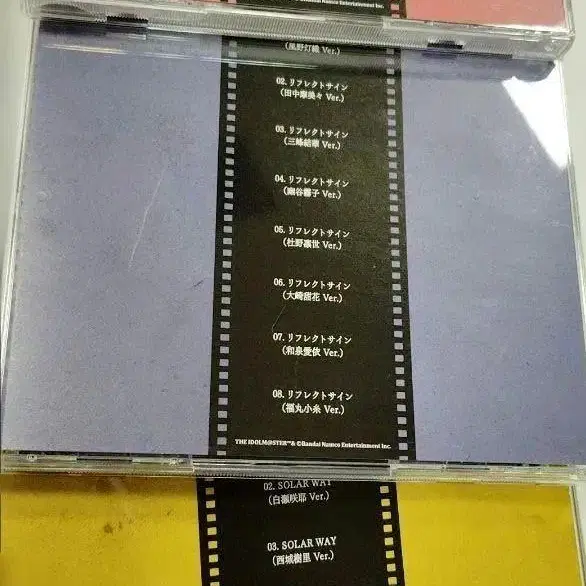 ©Bandai Namco Entertainment Inc.
(風野灯織 Ver.)
02. リフレクトサイン
(田中摩美々 Ver.)
03. リフレクトサイン
(三峰結華 Ver.)
04. リフレクトサイン
(幽谷霧子 Ver.)
05. リフレクトサイン
(杜野凛世 Ver.)
06. リフレクトサイン
(大崎甜花 Ver.)
07. リフレクトサイン
(和泉愛依 Ver.)
08. リフレクトサイン
(福丸小糸 Ver.)
THE IDOLM@STER™& ©Bandai Namco Entertainment Inc.
02. SOLAR WAY
(白瀬咲耶 Ver.)
03. SOLAR WAY
(西城樹里 Ver.)